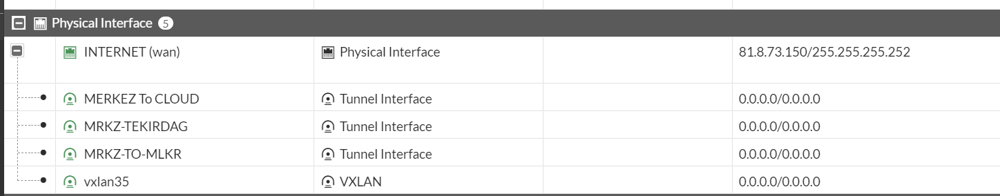 Physical Interface 5
INTERNET (wan) Physical Interface 81.8.73.150/255.255.255.252
MERKEZ To CLOUD Tunnel Interface 0.0.0.0/0.0.0.0
MRKZ-TEKIRDAG Tunnel Interface 0.0.0.0/0.0.0.0
MRKZ-TO-MLKR Tunnel Interface 0.0.0.0/0.0.0.0
vxlan35 VXLAN 0.0.0.0/0.0.0.0